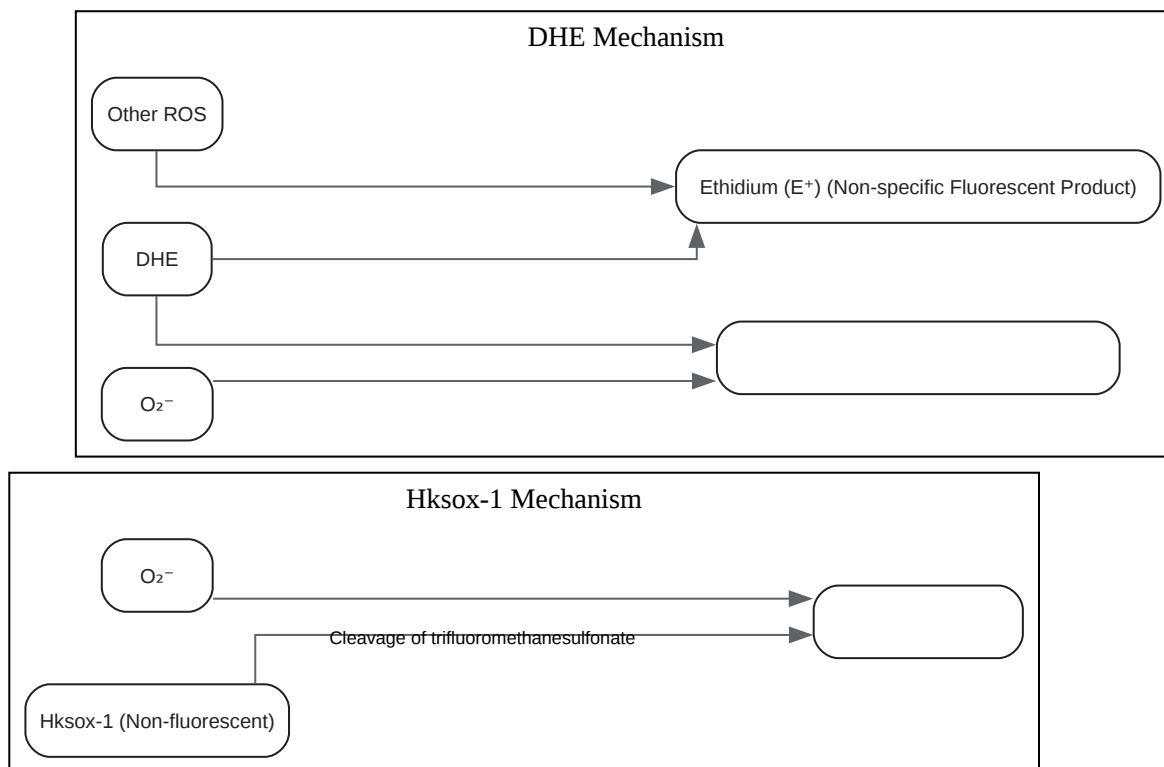 DHE Mechanism
Other ROS
Ethidium (E⁺) (Non-specific Fluorescent Product)
DHE
O₂⁻
Hksox-1 Mechanism
O₂⁻
Cleavage of trifluoromethanesulfonate
Hksox-1 (Non-fluorescent)